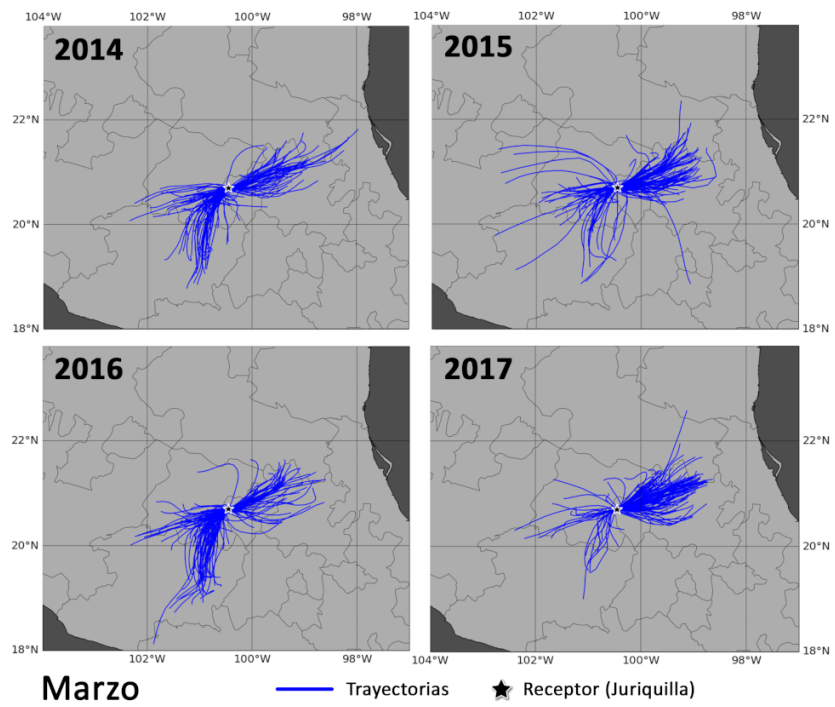 104°W 102°W 100°W 98°W 104°W 102°W 100°W 98°W
2014 2015
22°N 22°N
20°N 20°N
18°N 18°N
2016 2017
22°N 22°N
20°N 20°N
18°N 18°N
102°W 100°W 98°W 102°W 100°W 98°W
Marzo Trayectorias Receptor (Juriquilla)